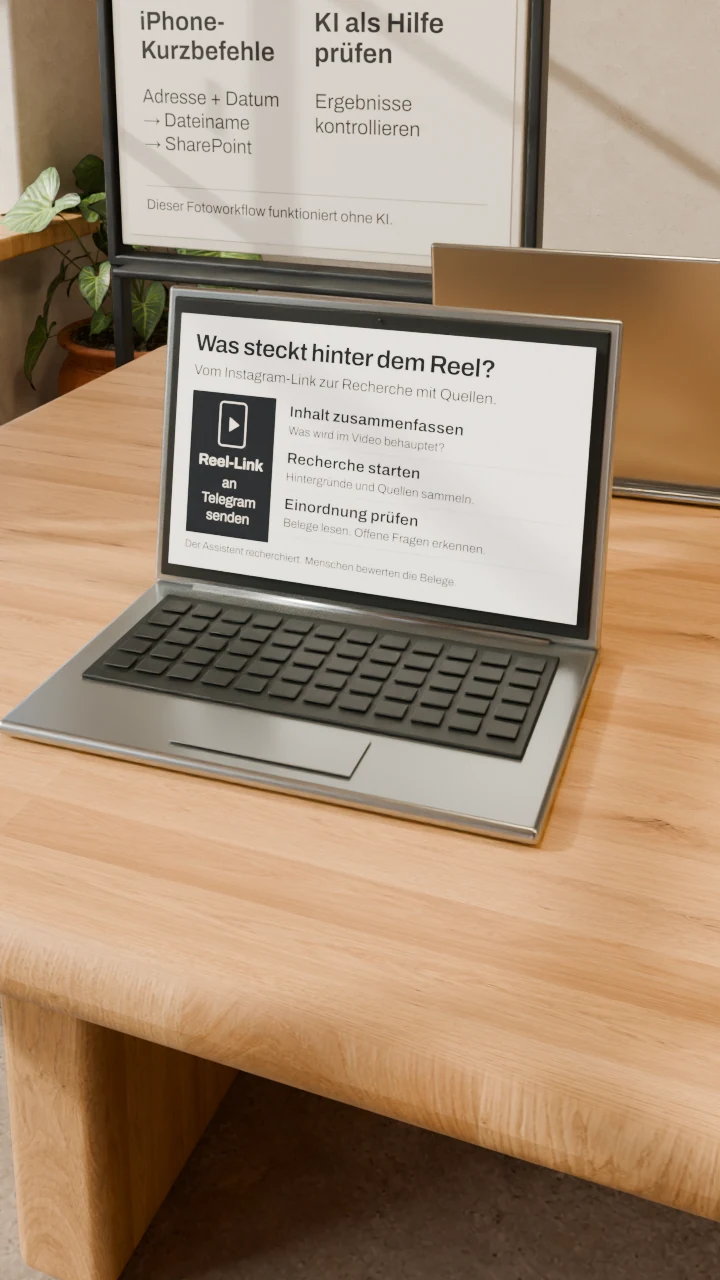 iPhone-
Kurzbefehle
Adresse + Datum
→ Dateiname
→ SharePoint
KI als Hilfe
prüfen
Ergebnisse
kontrollieren
Dieser Fotoworkflow funktioniert ohne KI.
Was steckt hinter dem Reel?
Vom Instagram-Link zur Recherche mit Quellen.
Reel-Link
an
Telegram
senden
Inhalt zusammenfassen
Was wird im Video behauptet?
Recherche starten
Hintergründe und Quellen sammeln.
Einordnung prüfen
Belege lesen. Offene Fragen erkennen.
Der Assistent recherchiert. Menschen bewerten die Belege.